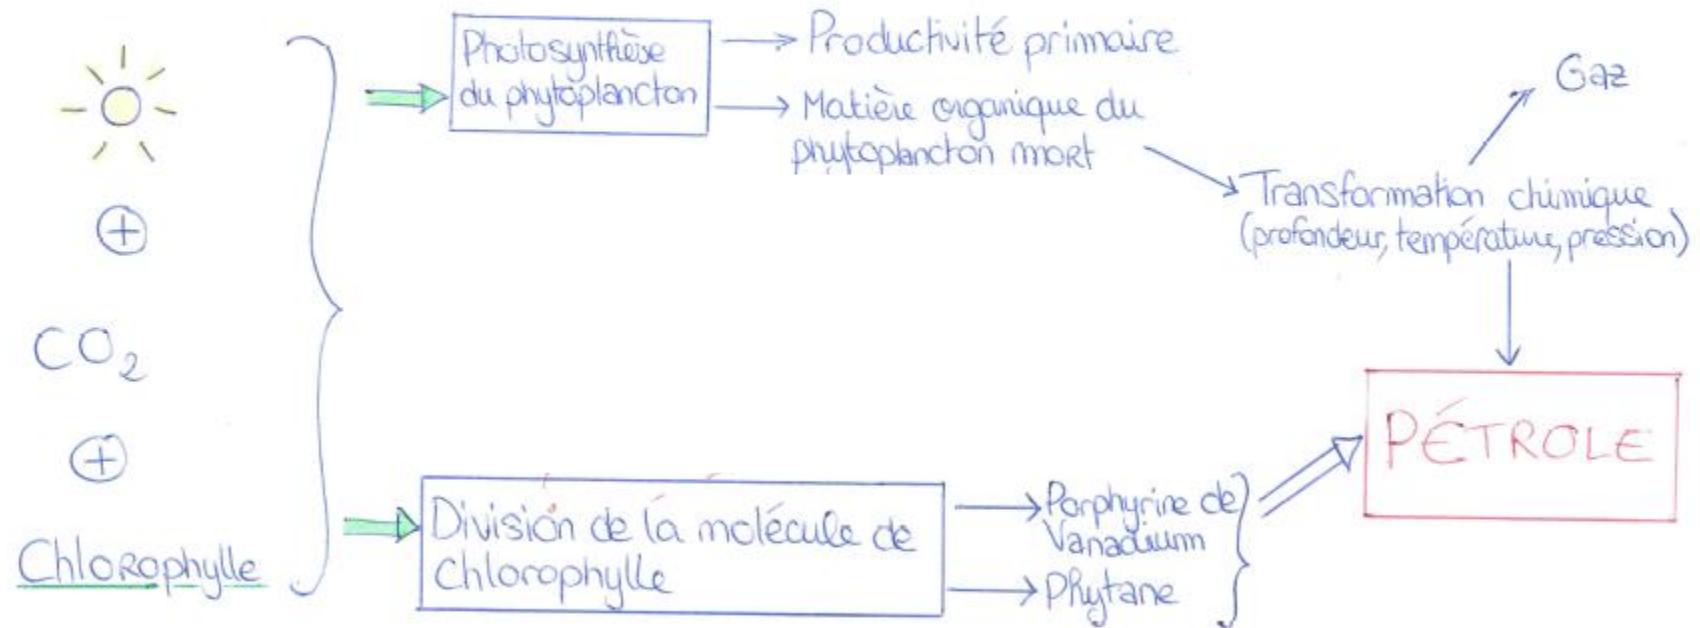 Photosynthèse
du phytoplancton
Productivité primaire
Matière organique du
phytoplancton mort
Gaz
Transformation chimique
(profondeur, température, pression)
+
CO2
+
Chlorophylle
Division de la molécule de
Chlorophylle
Porphyrine de
Vanadium
Phytane
PÉTROLE